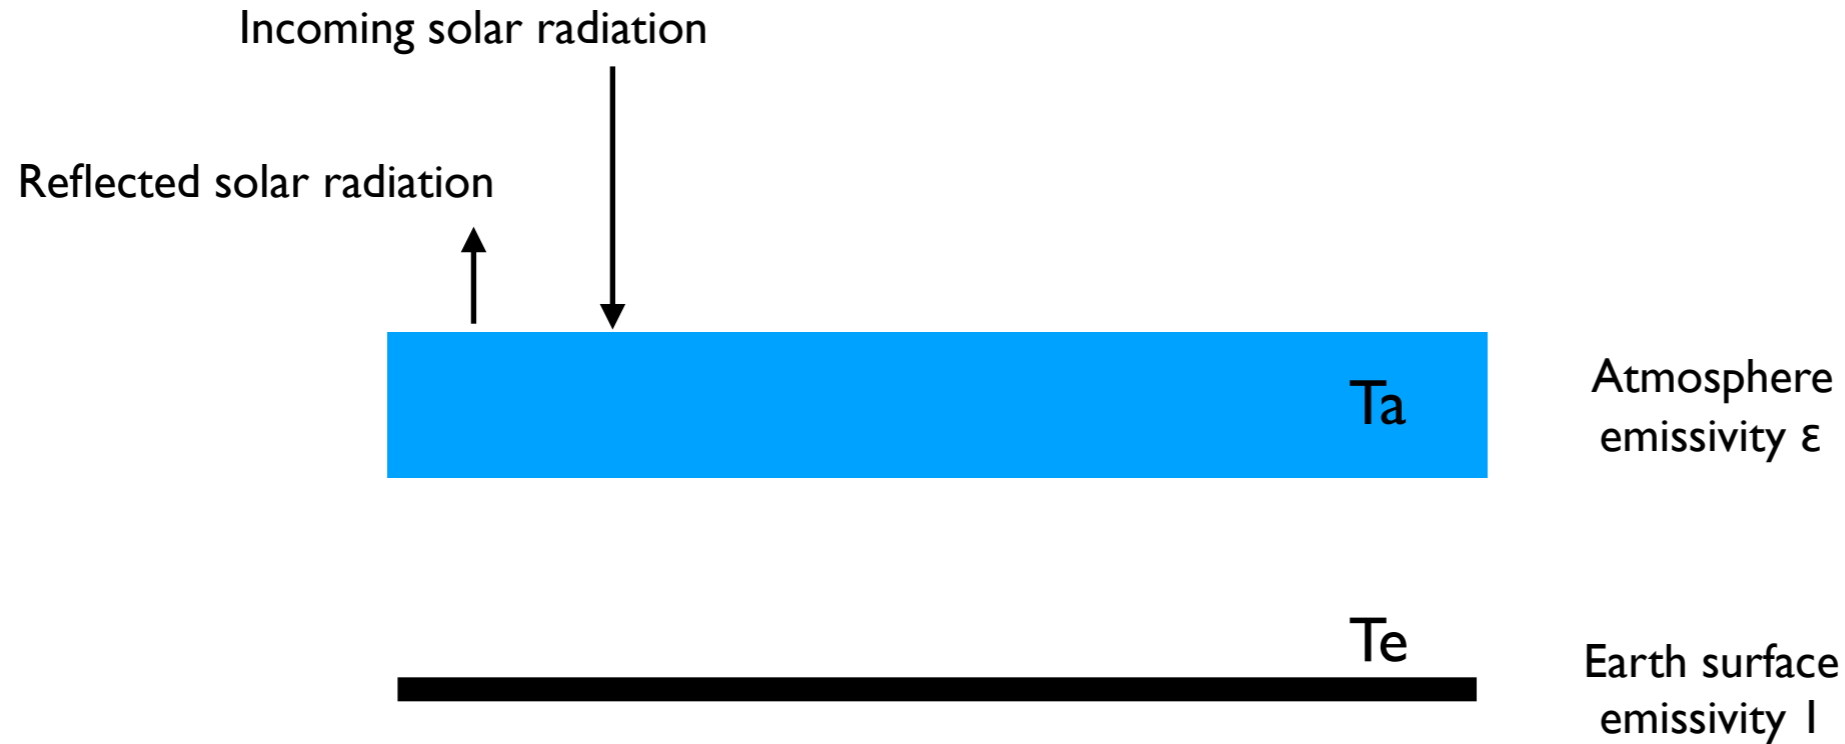 Incoming solar radiation
Reflected solar radiation
Ta
Atmosphere
emissivity ε
Te
Earth surface
emissivity 1